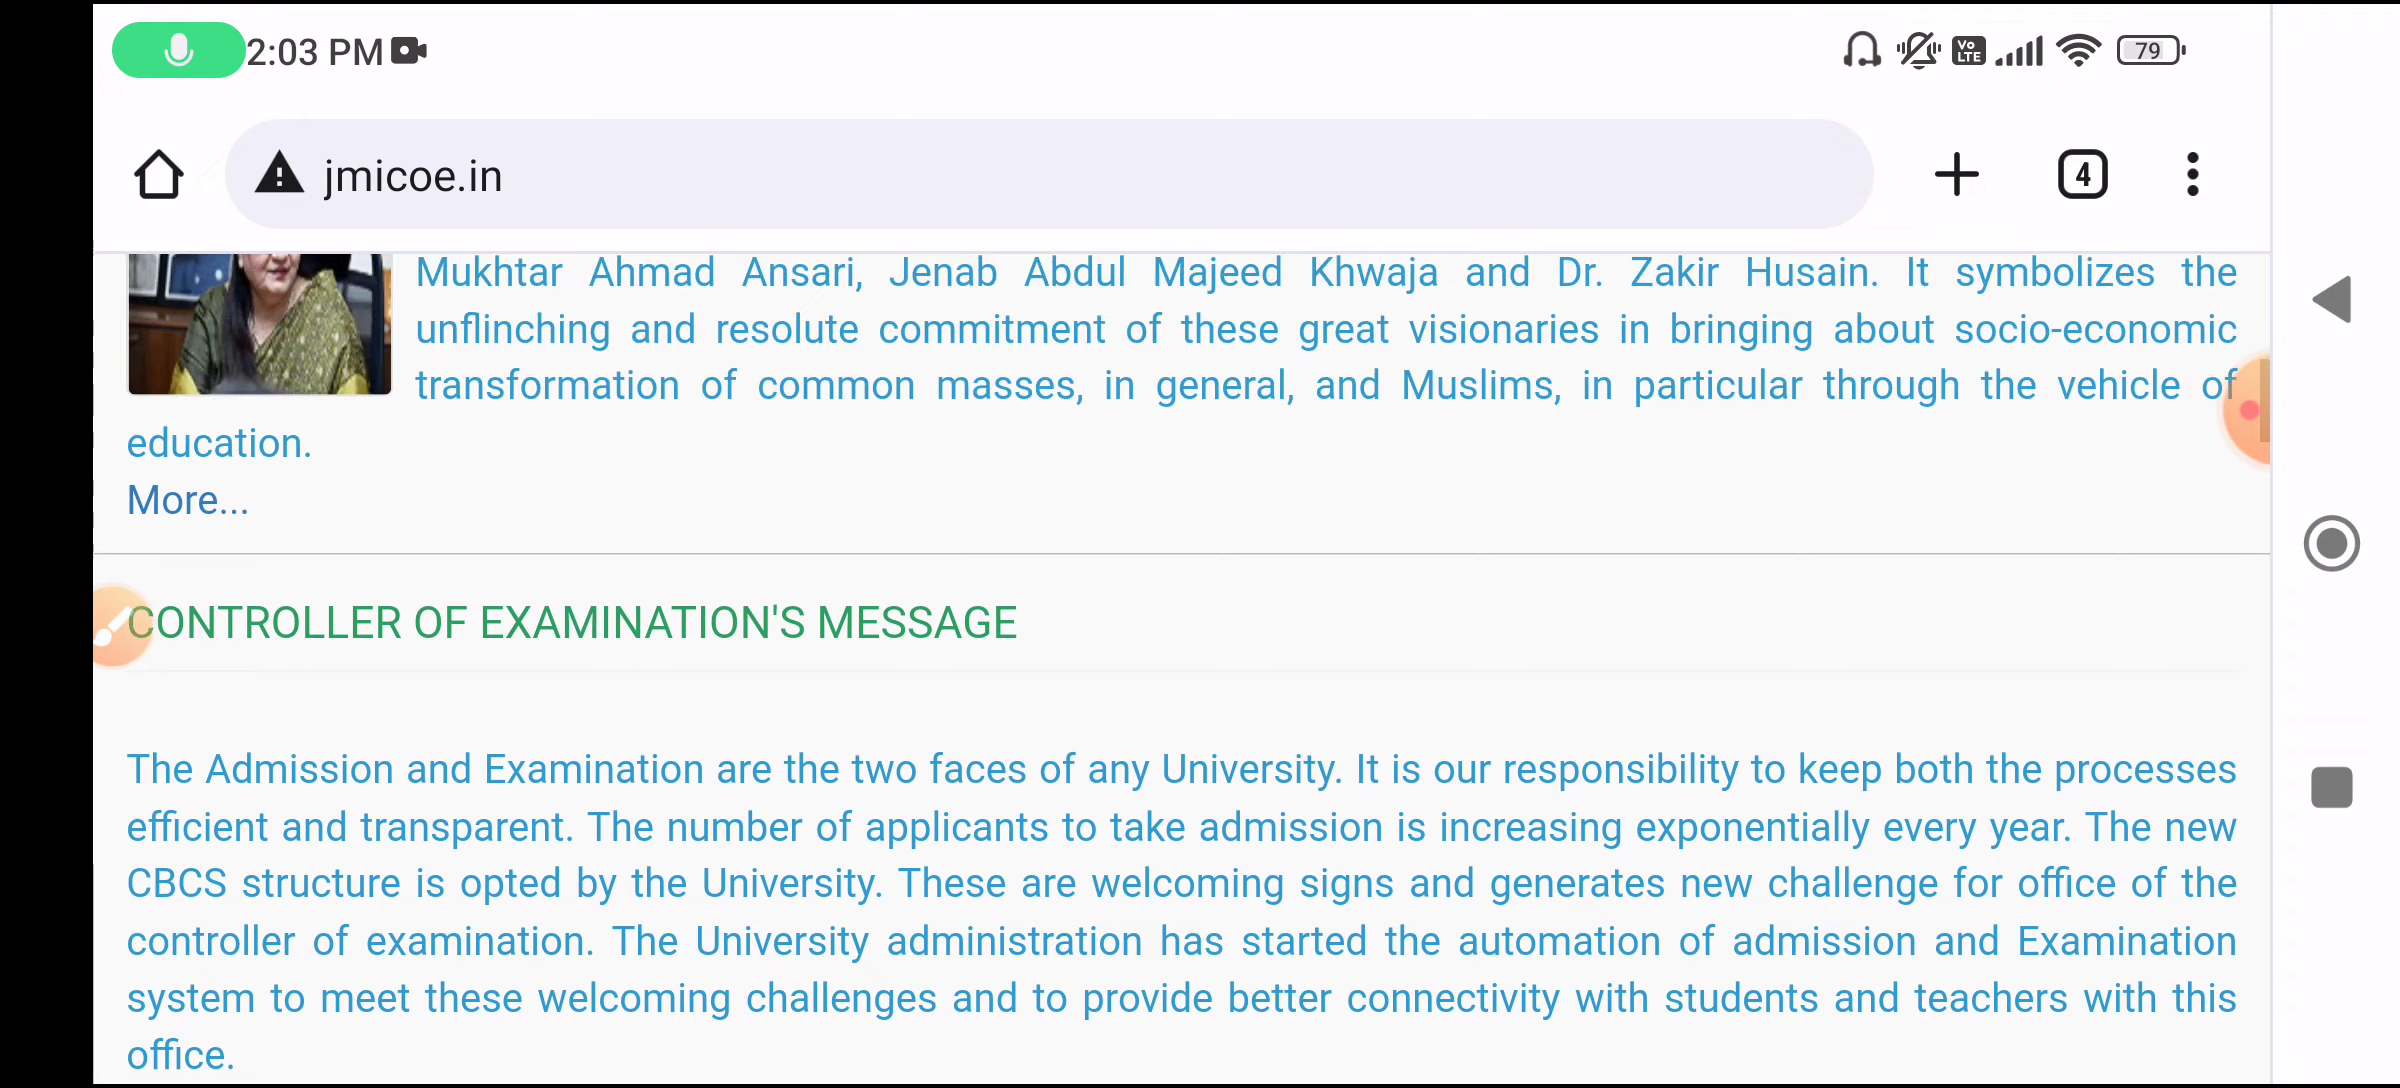 2:03 PM
Vo
LTE
79
jmicoe.in
4
Mukhtar Ahmad Ansari, Jenab Abdul Majeed Khwaja and Dr. Zakir Husain. It symbolizes the
unflinching and resolute commitment of these great visionaries in bringing about socio-economic
transformation of common masses, in general, and Muslims, in particular through the vehicle of
education.
More...
CONTROLLER OF EXAMINATION'S MESSAGE
The Admission and Examination are the two faces of any University. It is our responsibility to keep both the processes
efficient and transparent. The number of applicants to take admission is increasing exponentially every year. The new
CBCS structure is opted by the University. These are welcoming signs and generates new challenge for office of the
controller of examination. The University administration has started the automation of admission and Examination
system to meet these welcoming challenges and to provide better connectivity with students and teachers with this
office.